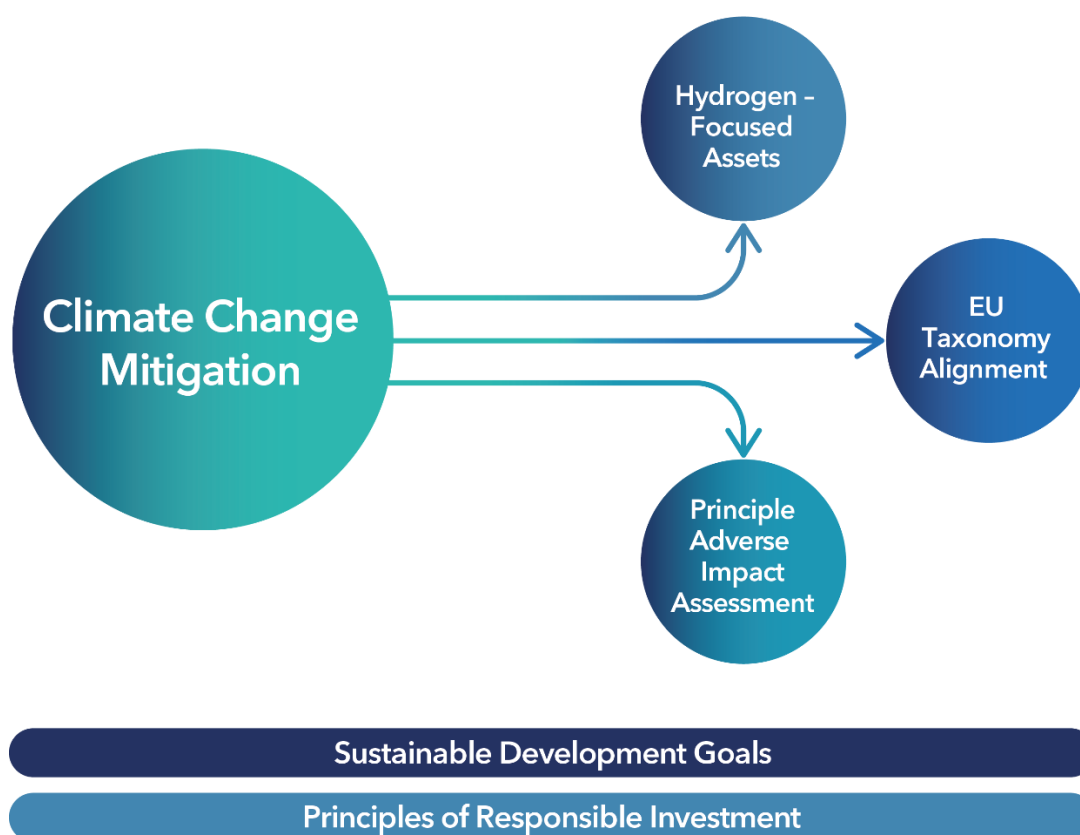 Hydrogen –
Focused
Assets
Climate Change
Mitigation
EU
Taxonomy
Alignment
Principle
Adverse
Impact
Assessment
Sustainable Development Goals
Principles of Responsible Investment